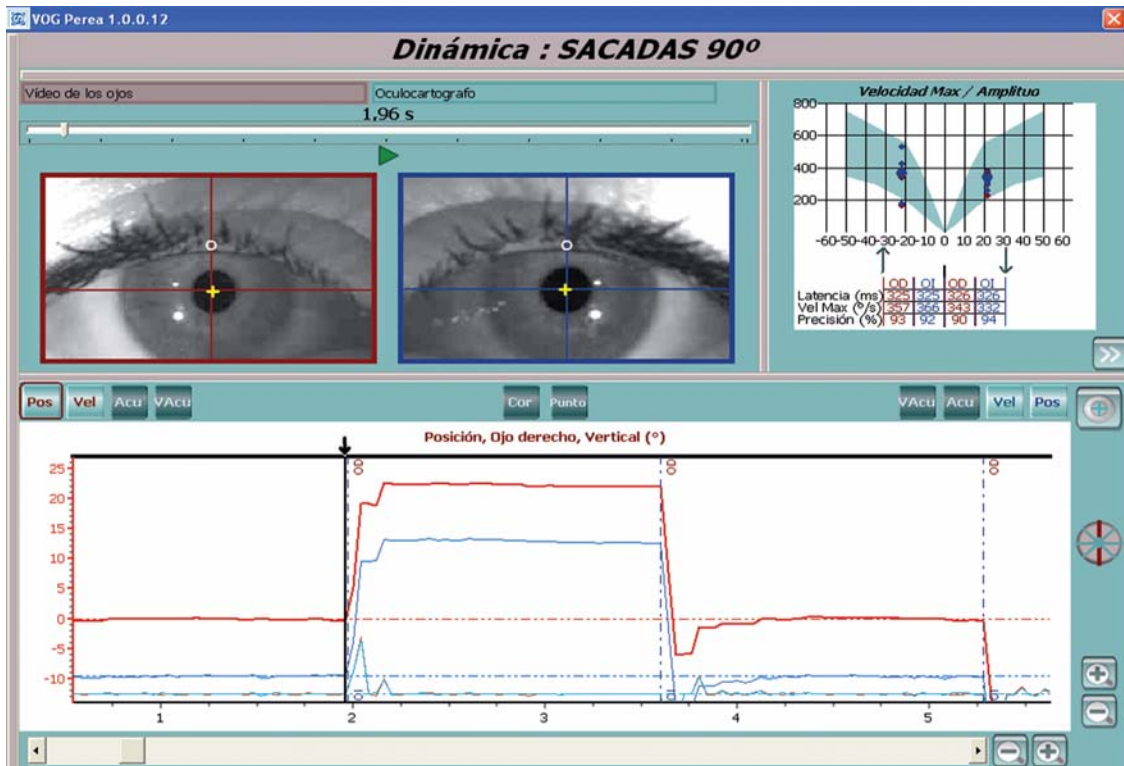 VOG Perea 1.0.0.12
Dinámica : SACADAS 90º
Vídeo de los ojos Oculocartografo
1,96 s
Velocidad Max / Amplituo
800
600
400
200
-60 -50 -40 -30 -20 -10 0 10 20 30 40 50 60
OD OI OD OI
Latencia (ms) 325 325 326 326
Vel Max (º/s) 357 366 343 332
Precisión (%) 93 92 90 94
Pos Vel Acu VAcu Cor Punto VAcu Acu Vel Pos
Posición, Ojo derecho, Vertical (°)
OD OD OD
25
20
15
10
5
0
-5
-10
1 2 3 4 5